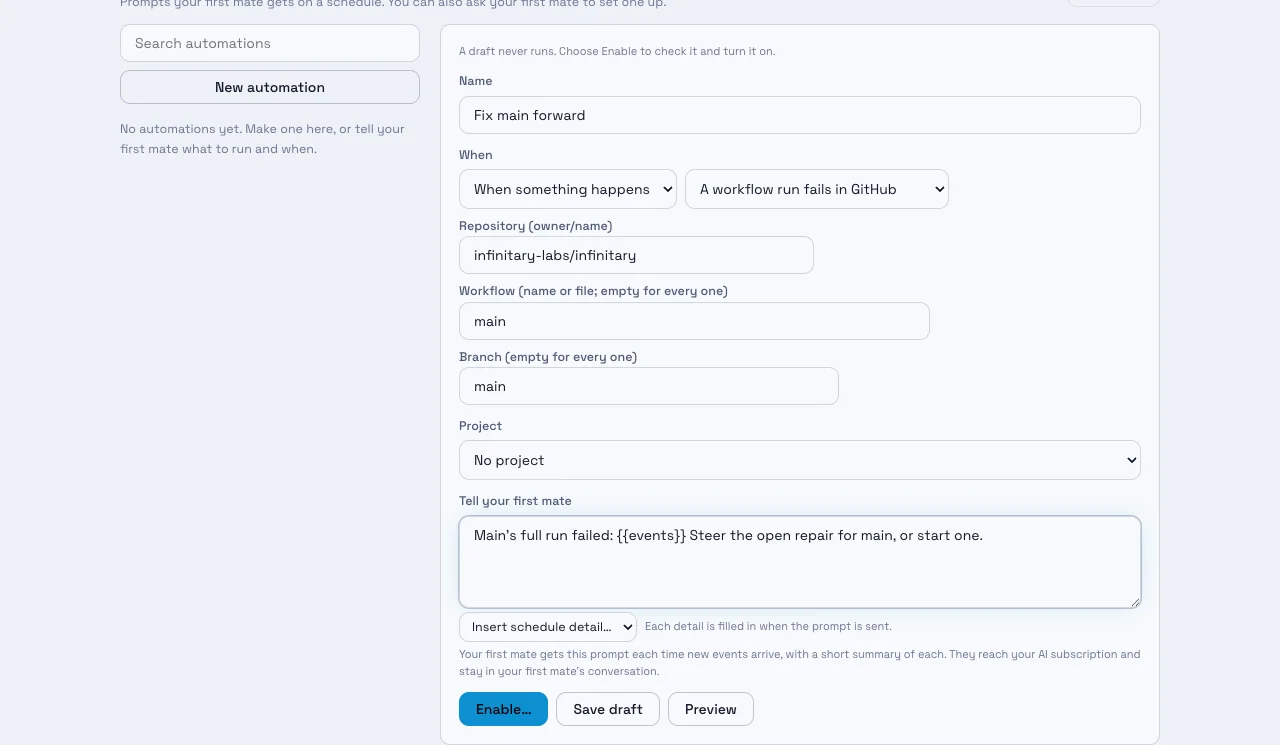 Prompts your first mate gets on a schedule. You can also ask your first mate to set one up.
Search automations
New automation
No automations yet. Make one here, or tell your
first mate what to run and when.
A draft never runs. Choose Enable to check it and turn it on.
Name
Fix main forward
When
When something happens
A workflow run fails in GitHub
Repository (owner/name)
infinitary-labs/infinitary
Workflow (name or file; empty for every one)
main
Branch (empty for every one)
main
Project
No project
Tell your first mate
Main's full run failed: {{events}} Steer the open repair for main, or start one.
Insert schedule detail...
Each detail is filled in when the prompt is sent.
Your first mate gets this prompt each time new events arrive, with a short summary of each. They reach your AI subscription and
stay in your first mate's conversation.
Enable...
Save draft
Preview